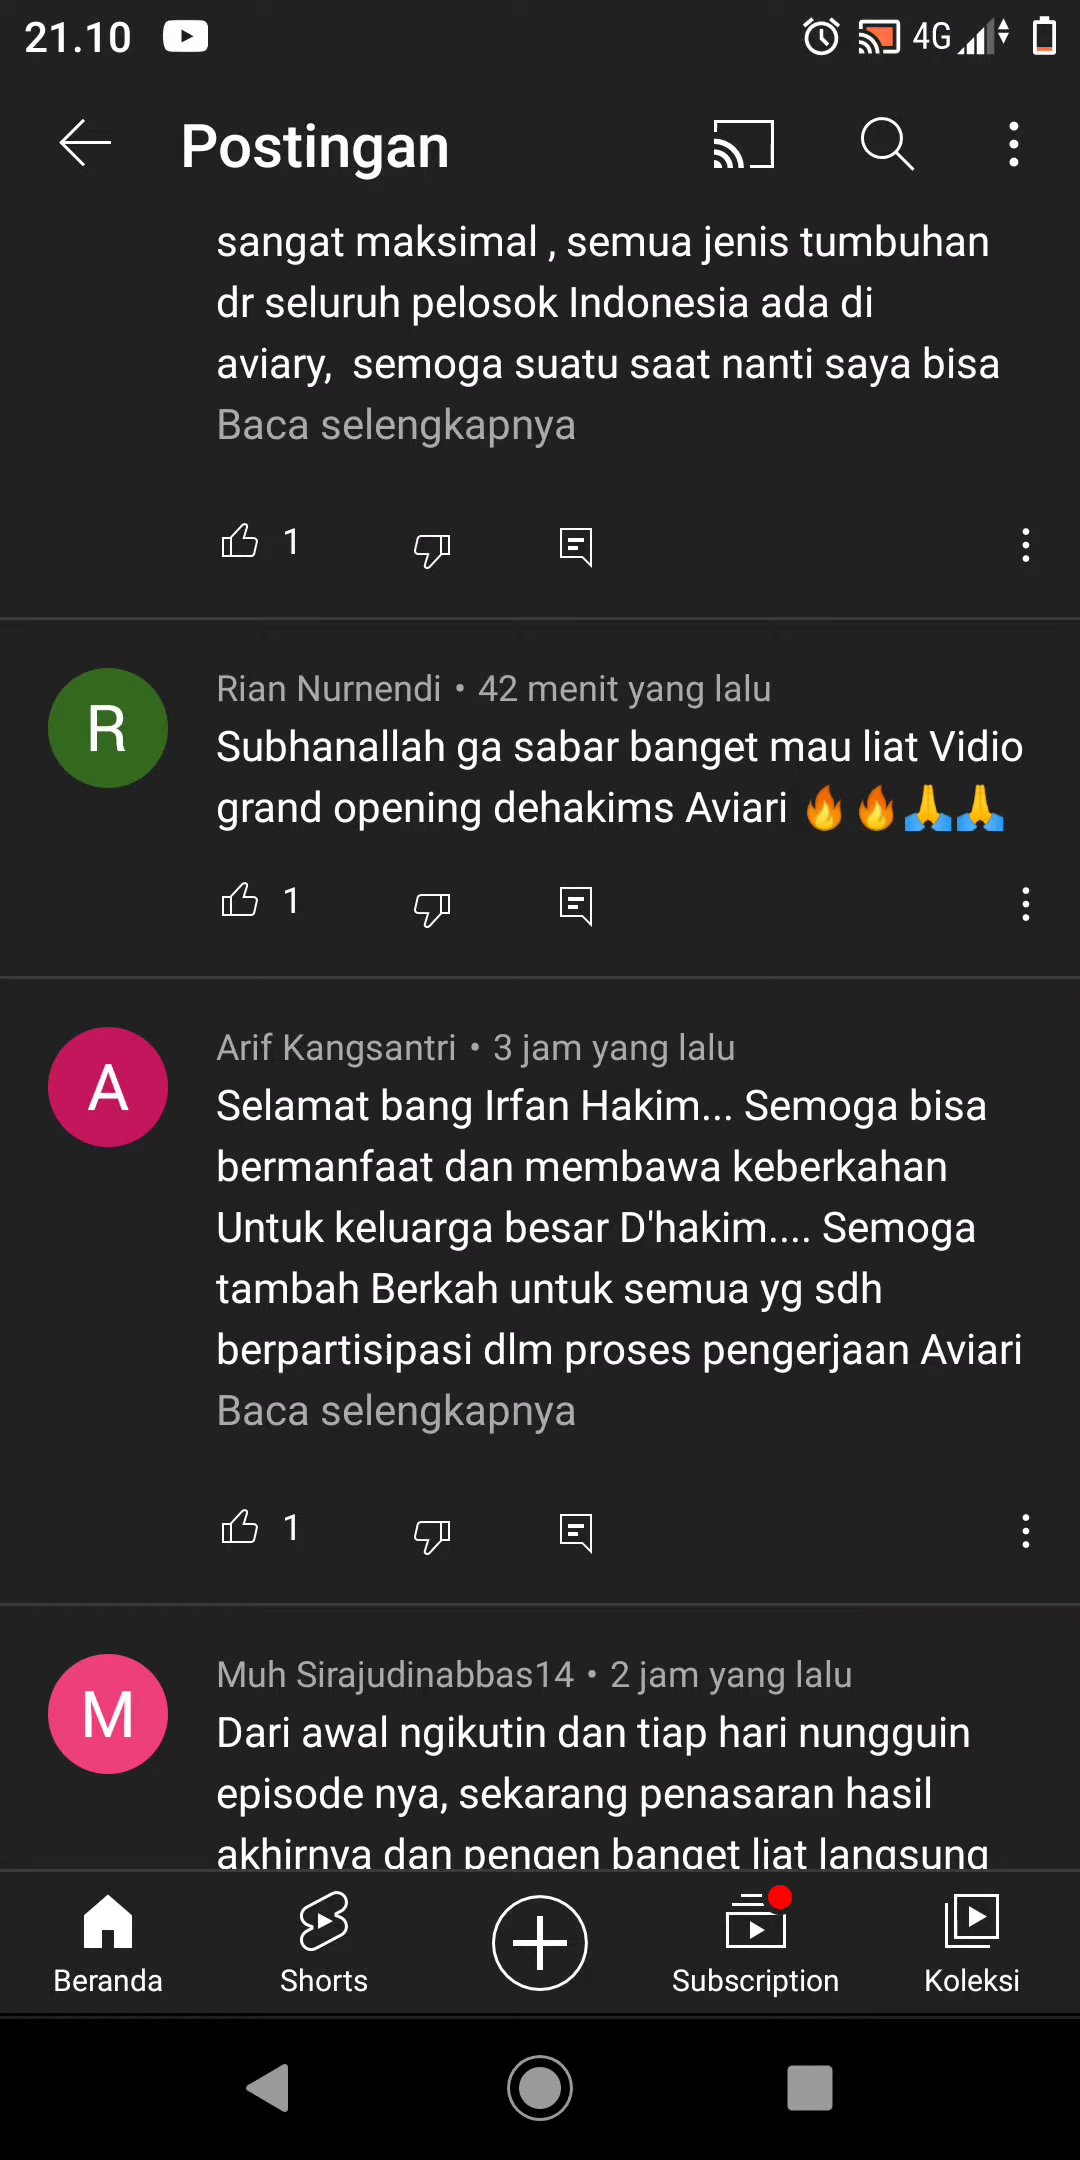 21.10
4G
Postingan
sangat maksimal , semua jenis tumbuhan
dr seluruh pelosok Indonesia ada di
aviary,  semoga suatu saat nanti saya bisa
Baca selengkapnya
1
R
Rian Nurnendi • 42 menit yang lalu
Subhanallah ga sabar banget mau liat Vidio
grand opening dehakims Aviari 🔥🔥🙏🙏
1
A
Arif Kangsantri • 3 jam yang lalu
Selamat bang Irfan Hakim... Semoga bisa
bermanfaat dan membawa keberkahan
Untuk keluarga besar D'hakim.... Semoga
tambah Berkah untuk semua yg sdh
berpartisipasi dlm proses pengerjaan Aviari
Baca selengkapnya
1
M
Muh Sirajudinabbas14 • 2 jam yang lalu
Dari awal ngikutin dan tiap hari nungguin
episode nya, sekarang penasaran hasil
akhirnya dan pengen banget liat langsung
Beranda
Shorts
Subscription
Koleksi